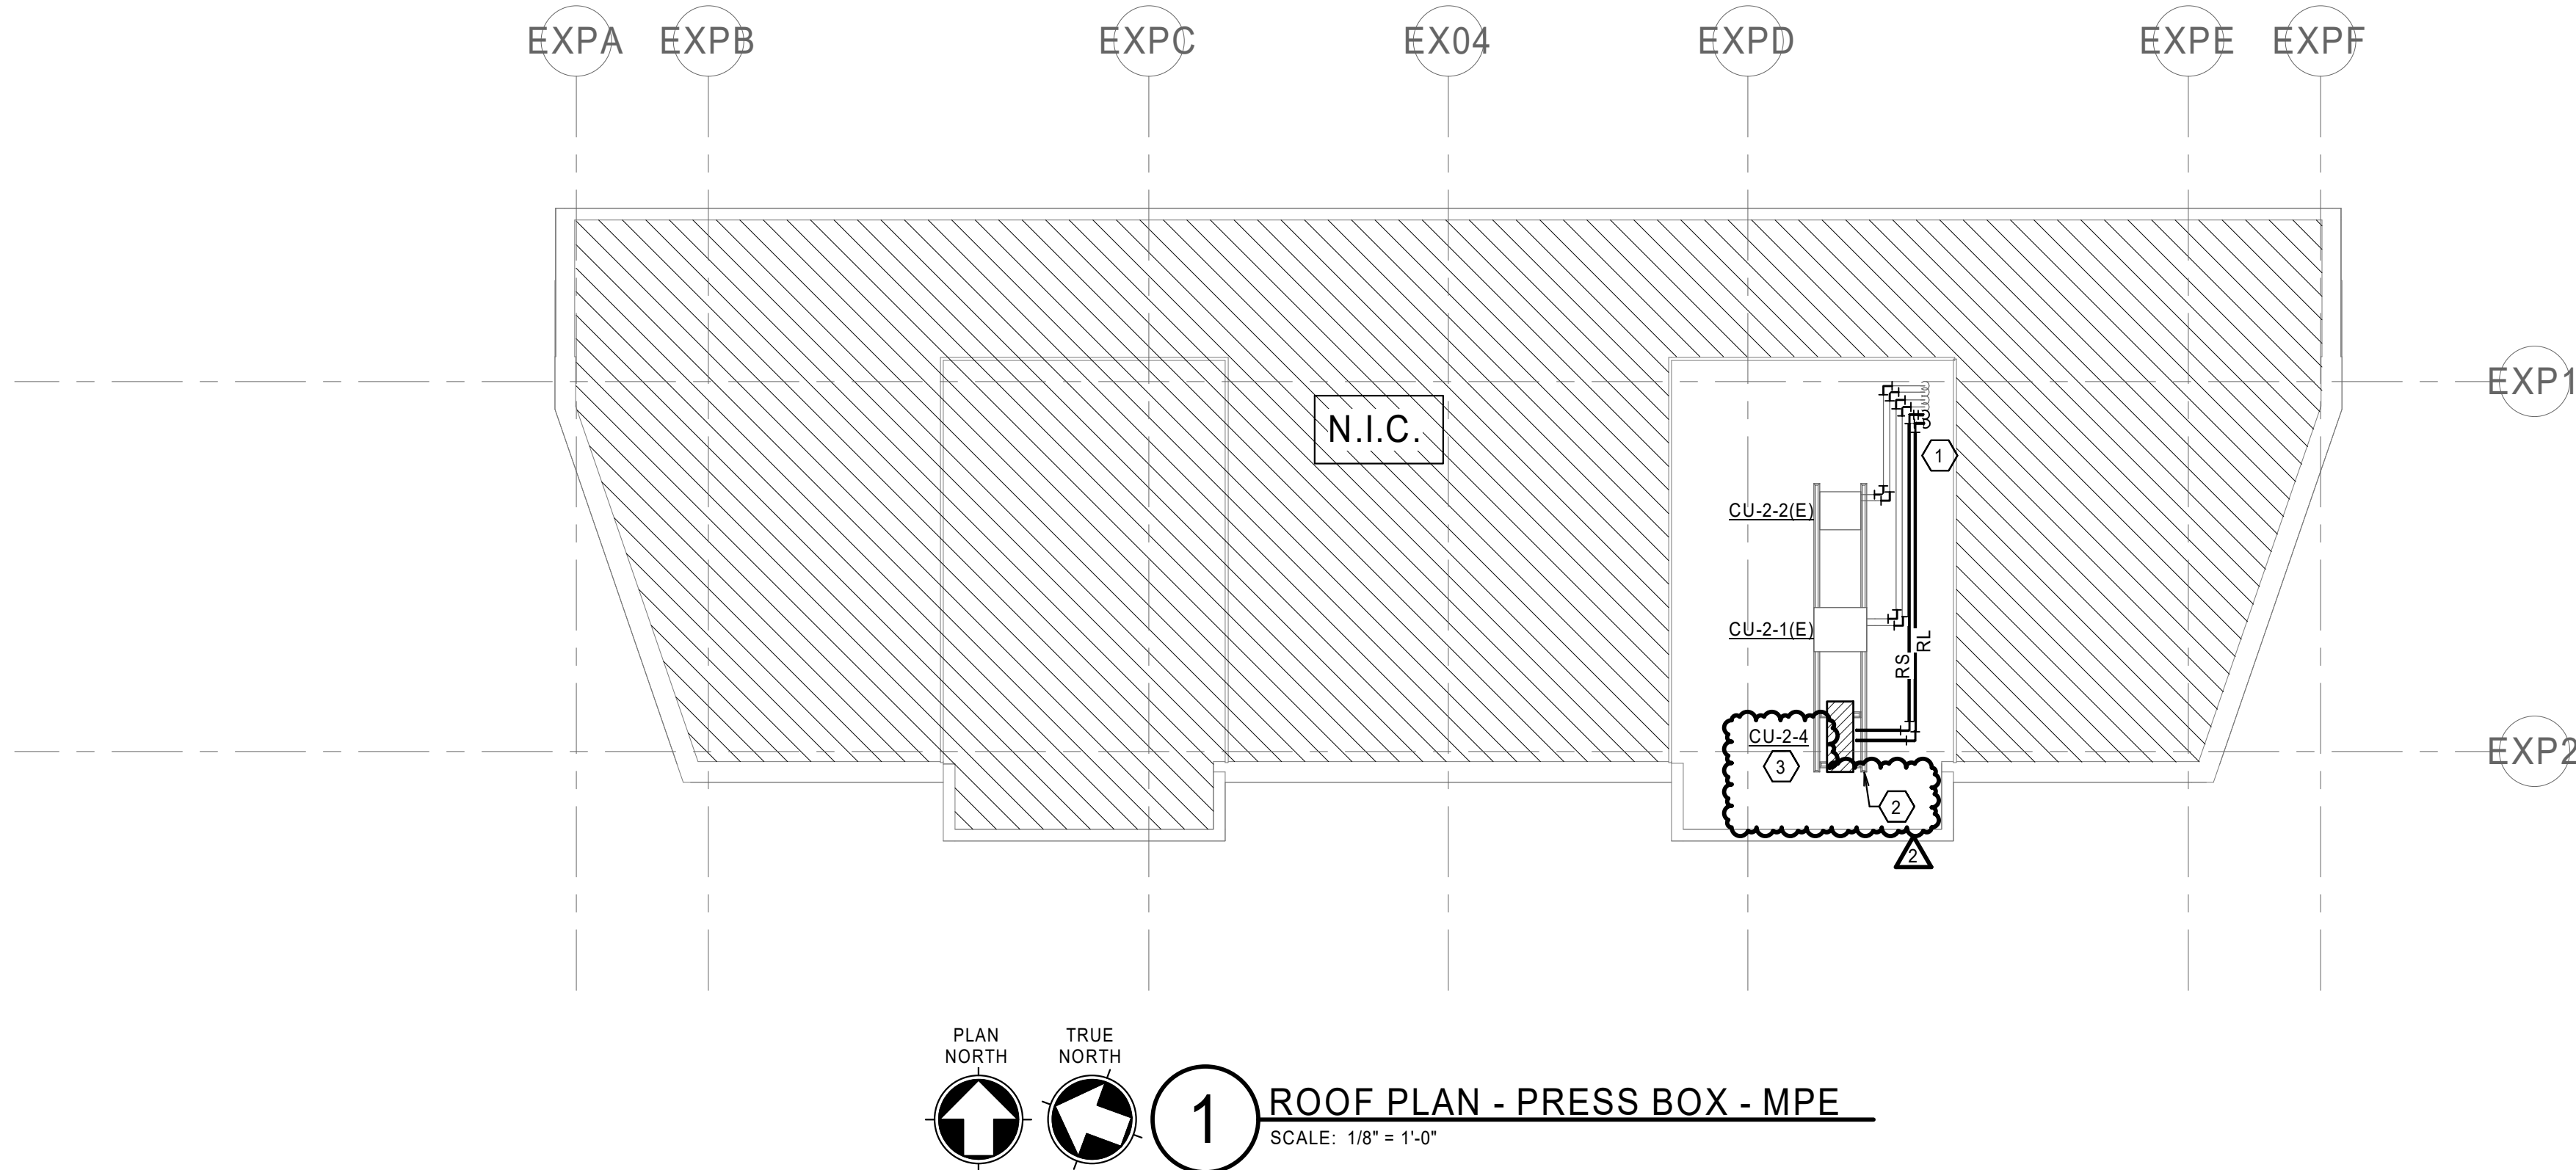 EXPA EXPB EXPC EX04 EXPD EXPE EXPF
EXP1
N.I.C.
1
CU-2-2(E)
CU-2-1(E)
RL
RS
CU-2-4
EXP2
3
2
2
PLAN
NORTH
TRUE
NORTH
1
ROOF PLAN - PRESS BOX - MPE
SCALE: 1/8" = 1'-0"